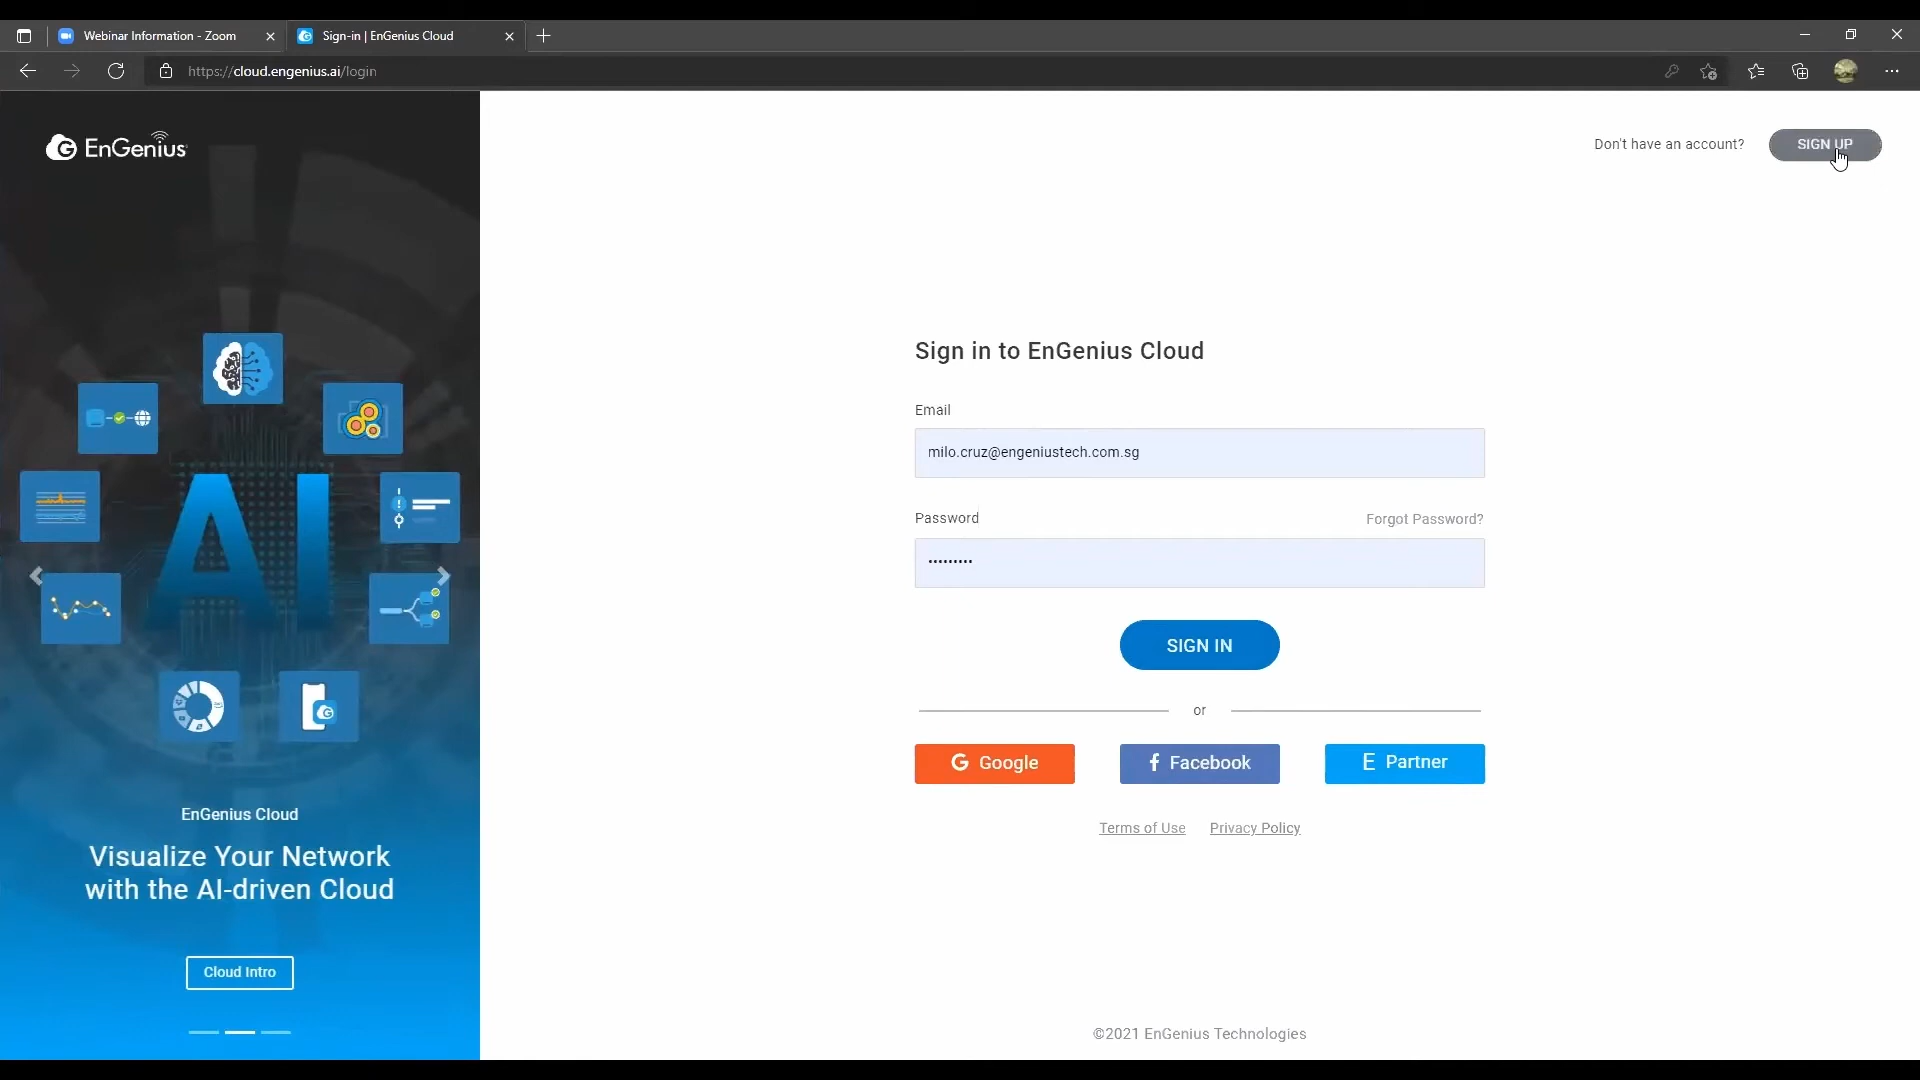 Webinar Information - Zoom
Sign-in | EnGenius Cloud
https://cloud.engenius.ai/login
EnGenius
Don't have an account?
SIGN UP
Sign in to EnGenius Cloud
Email
milo.cruz@engeniustech.com.sg
Password
Forgot Password?
•••••••••
SIGN IN
or
G Google
f Facebook
E Partner
Terms of Use
Privacy Policy
©2021 EnGenius Technologies
AI
EnGenius Cloud
Visualize Your Network
with the AI-driven Cloud
Cloud Intro